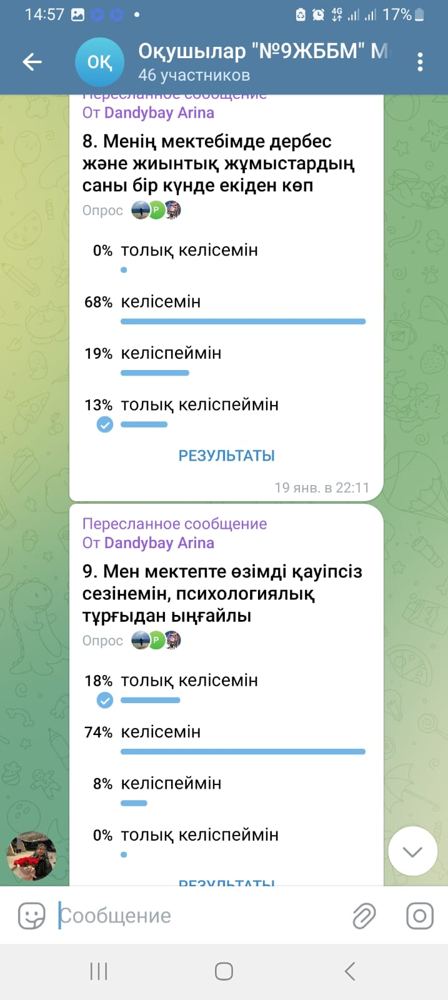 14:57
4G
17%
ОҚ
Оқушылар "№9ЖББМ" М
46 участников
Пересланное сообщение
От Dandybay Arina
8. Менің мектебімде дербес
және жиынтық жұмыстардың
саны бір күнде екіден көп
Опрос
P
0% толық келісемін
68% келісемін
19% келіспеймін
13% толық келіспеймін
РЕЗУЛЬТАТЫ
19 янв. в 22:11
Пересланное сообщение
От Dandybay Arina
9. Мен мектепте өзімді қауіпсіз
сезінемін, психологиялық
тұрғыдан ыңғайлы
Опрос
P
18% толық келісемін
74% келісемін
8% келіспеймін
0% толық келіспеймін
РЕЗУЛЬТАТЫ
Сообщение